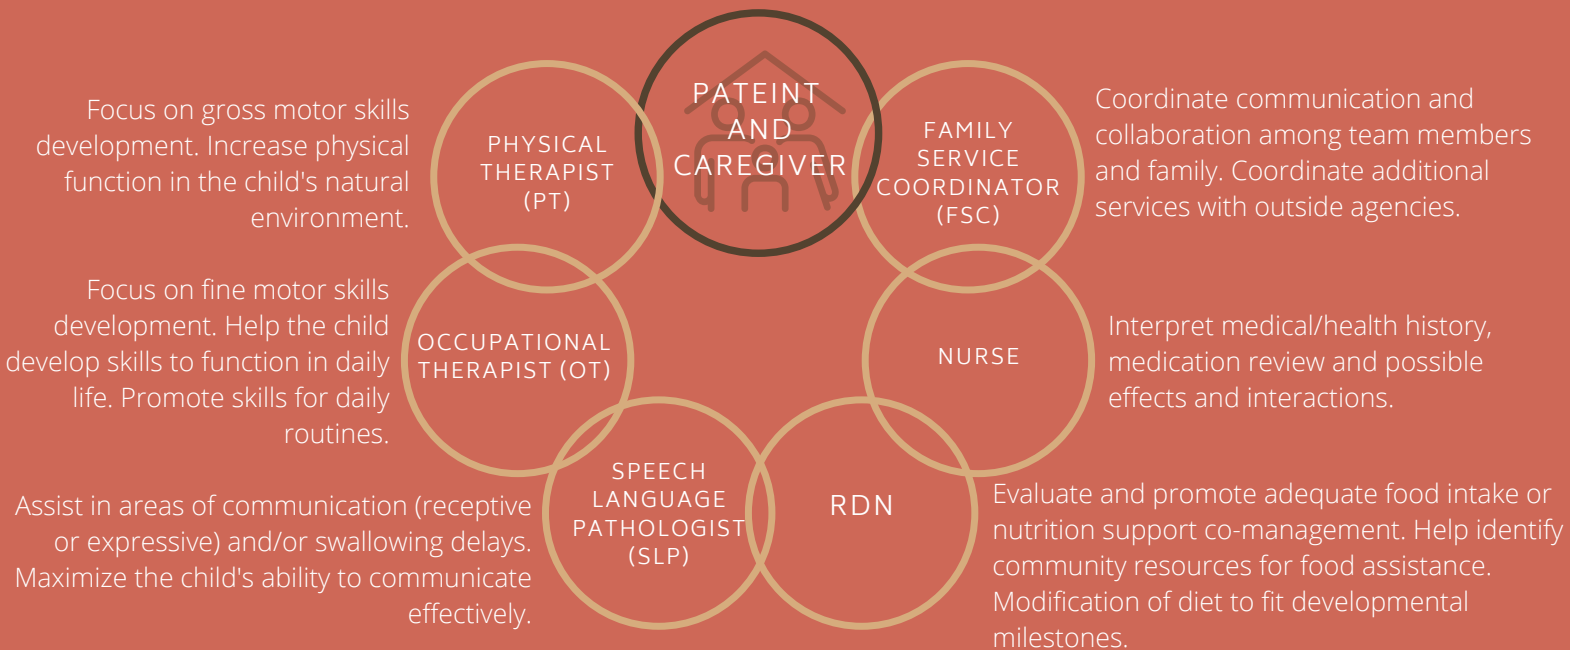 PATEINT
AND
CAREGIVER
Focus on gross motor skills
development. Increase physical
function in the child's natural
environment.
PHYSICAL
THERAPIST
(PT)
FAMILY
SERVICE
COORDINATOR
(FSC)
Coordinate communication and
collaboration among team members
and family. Coordinate additional
services with outside agencies.
Focus on fine motor skills
development. Help the child
develop skills to function in daily
life. Promote skills for daily
routines.
OCCUPATIONAL
THERAPIST (OT)
NURSE
Interpret medical/health history,
medication review and possible
effects and interactions.
Assist in areas of communication (receptive
or expressive) and/or swallowing delays.
Maximize the child's ability to communicate
effectively.
SPEECH
LANGUAGE
PATHOLOGIST
(SLP)
RDN
Evaluate and promote adequate food intake or
nutrition support co-management. Help identify
community resources for food assistance.
Modification of diet to fit developmental
milestones.